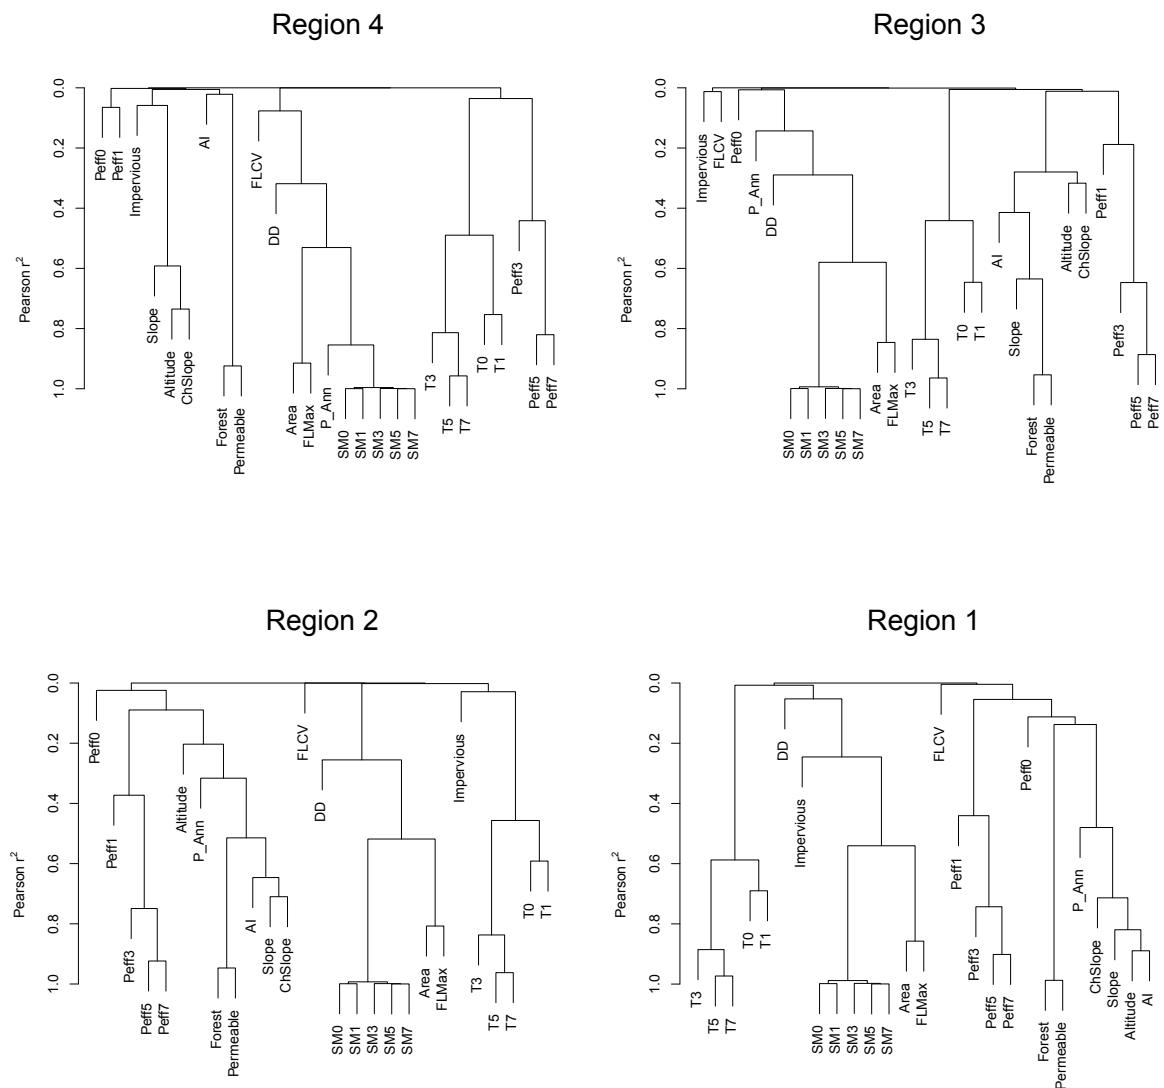 Region 4
Pearson r²
0.0
0.2
0.4
0.6
0.8
1.0
Peff0
Peff1
Impervious
Slope
Altitude
ChSlope
AI
Forest
Permeable
FLCV
DD
Area
FLMax
P_Ann
SM0
SM1
SM3
SM5
SM7
T3
T5
T7
T0
T1
Peff3
Peff5
Peff7
Region 3
Pearson r²
0.0
0.2
0.4
0.6
0.8
1.0
Impervious
FLCV
Peff0
P_Ann
DD
SM0
SM1
SM3
SM5
SM7
Area
FLMax
T3
T5
T7
T0
T1
AI
Slope
Forest
Permeable
Altitude
ChSlope
Peff1
Peff3
Peff5
Peff7
Region 2
Pearson r²
0.0
0.2
0.4
0.6
0.8
1.0
Peff0
Peff1
Peff3
Peff5
Peff7
Altitude
P_Ann
Forest
Permeable
AI
Slope
ChSlope
FLCV
DD
SM0
SM1
SM3
SM5
SM7
Area
FLMax
Impervious
T3
T5
T7
T0
T1
Region 1
Pearson r²
0.0
0.2
0.4
0.6
0.8
1.0
T3
T5
T7
T0
T1
DD
Impervious
SM0
SM1
SM3
SM5
SM7
Area
FLMax
FLCV
Peff1
Peff3
Peff5
Peff7
Peff0
Forest
Permeable
P_Ann
ChSlope
Slope
Altitude
AI